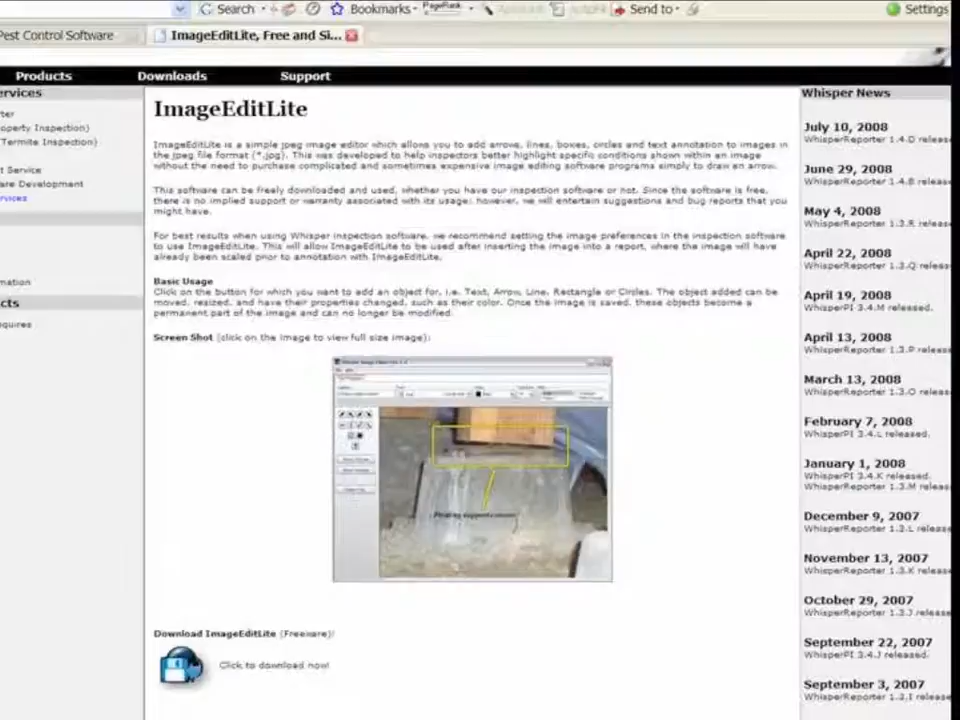 Search
Bookmarks
PageRank
Send to
Settings
Pest Control Software
ImageEditLite, Free and Si...
Products
Downloads
Support
ervices
ter
operty Inspection)
Termite Inspection)
t Service
are Development
rvices
mation
cts
equires
ImageEditLite
ImageEditLite is a simple jpeg image editor which allows you to add arrows, lines, boxes, circles and text annotation to images in
the jpeg file format (*.jpg). This was developed to help inspectors better highlight specific conditions shown within an image
without the need to purchase complicated and sometimes expensive image editing software programs simply to draw an arrow.
This software can be freely downloaded and used, whether you have our inspection software or not. Since the software is free,
there is no implied support or warranty associated with its usage; however, we will entertain suggestions and bug reports that you
might have.
For best results when using Whisper Inspection software, we recommend setting the image preferences in the inspection software
to use ImageEditLite. This will allow ImageEditLite to be used after inserting the image into a report, where the image will have
already been scaled prior to annotation with ImageEditLite.
Basic Usage
Click on the button for which you want to add an object for, i.e. Text, Arrow, Line, Rectangle or Circles. The object added can be
moved, resized, and have their properties changed, such as their color. Once the image is saved, these objects become a
permanent part of the image and can no longer be modified.
Screen Shot (click on the image to view full size image):
Download ImageEditLite (Freeware)!
Click to download now!
Whisper News
July 10, 2008
WhisperReporter 1.4.D release
June 29, 2008
WhisperReporter 1.4.B release
May 4, 2008
WhisperReporter 1.3.R release
April 22, 2008
WhisperReporter 1.3.Q release
April 19, 2008
WhisperPI 3.4.M released.
April 13, 2008
WhisperReporter 1.3.P release
March 13, 2008
WhisperReporter 1.3.O release
February 7, 2008
WhisperPI 3.4.L released.
January 1, 2008
WhisperPI 3.4.K released.
WhisperReporter 1.3.M release
December 9, 2007
WhisperReporter 1.3.L release
November 13, 2007
WhisperReporter 1.3.K release
October 29, 2007
WhisperReporter 1.3.J release
September 22, 2007
WhisperPI 3.4.J released.
September 3, 2007
WhisperReporter 1.3.I release